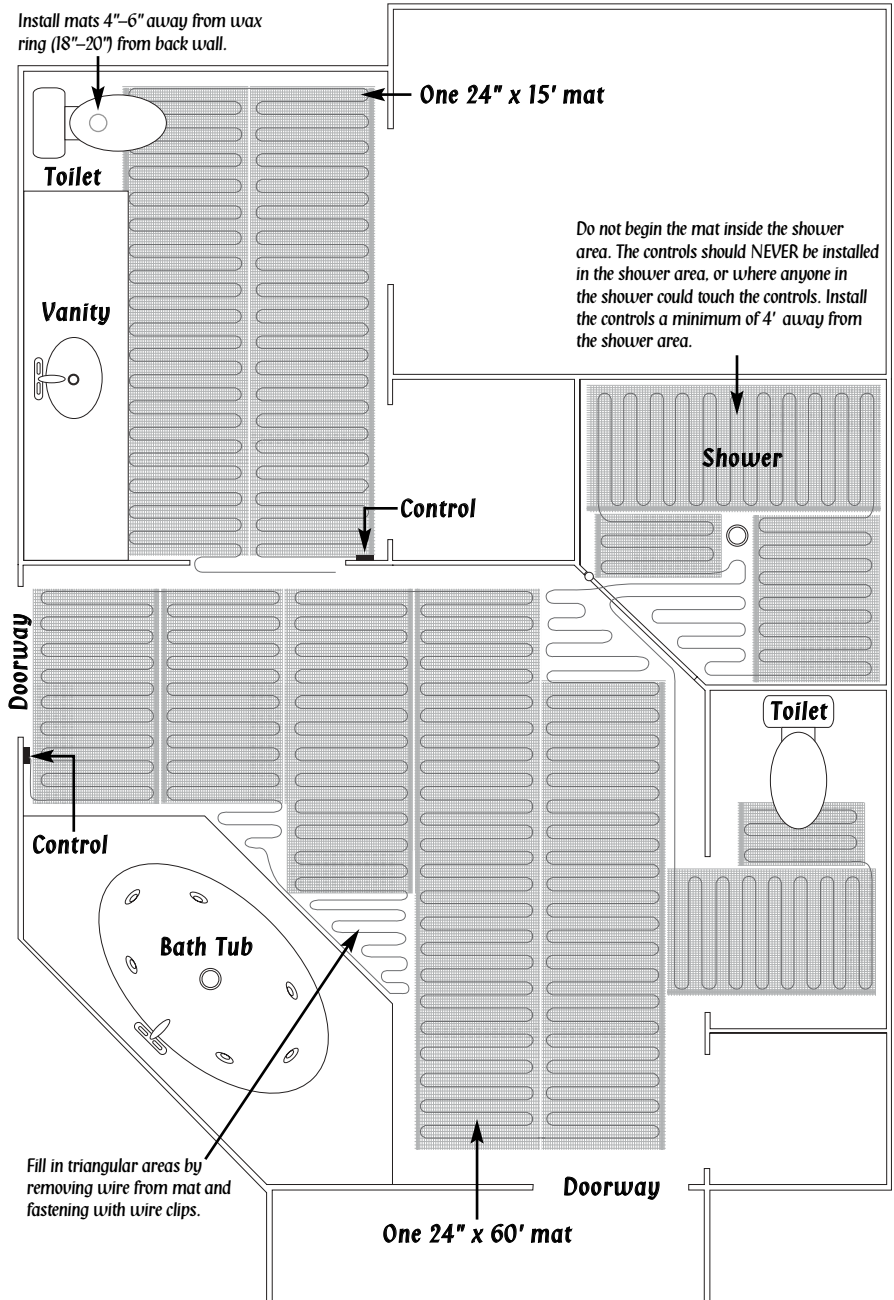 Install mats 4"–6" away from wax
ring (18"–20") from back wall.
One 24" x 15' mat
Toilet
Do not begin the mat inside the shower
area. The controls should NEVER be installed
in the shower area, or where anyone in
the shower could touch the controls. Install
the controls a minimum of 4' away from
the shower area.
Vanity
Shower
Control
Doorway
Toilet
Control
Bath Tub
Fill in triangular areas by
removing wire from mat and
fastening with wire clips.
Doorway
One 24" x 60' mat